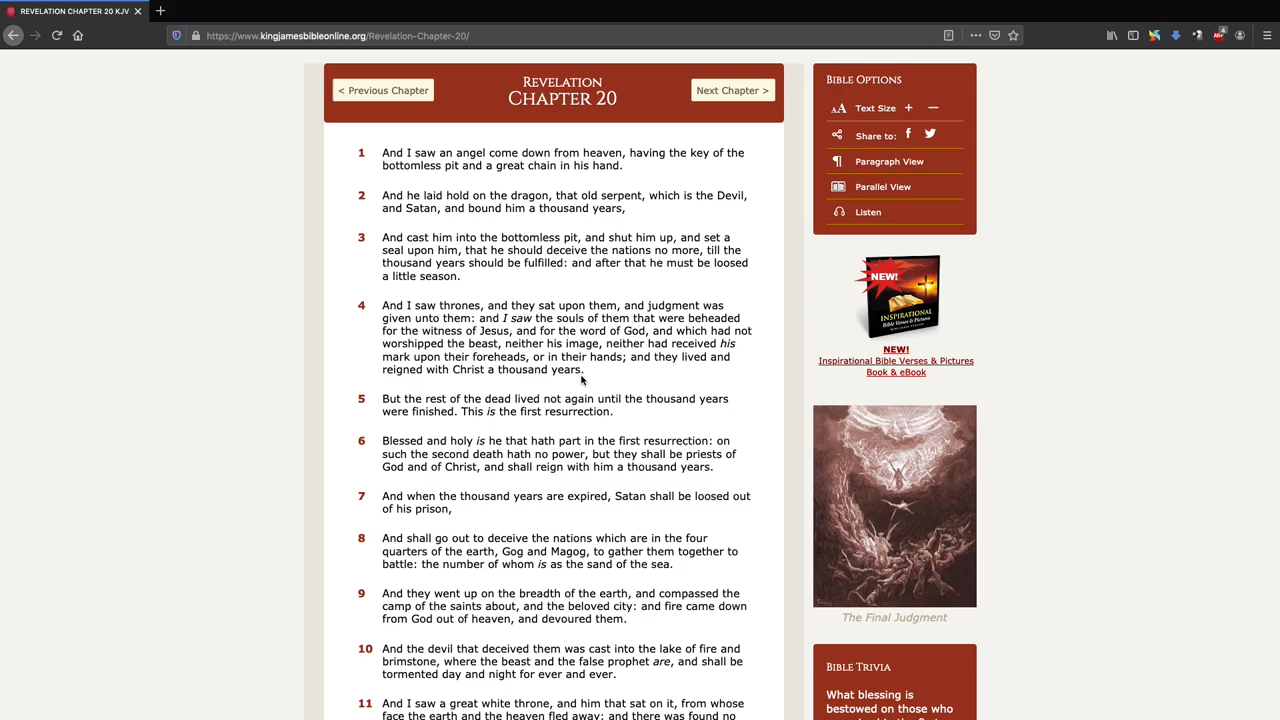 REVELATION CHAPTER 20 KJV
https://www.kingjamesbibleonline.org/Revelation-Chapter-20/
< Previous Chapter
REVELATION
CHAPTER 20
Next Chapter >
1 And I saw an angel come down from heaven, having the key of the
bottomless pit and a great chain in his hand.
2 And he laid hold on the dragon, that old serpent, which is the Devil,
and Satan, and bound him a thousand years,
3 And cast him into the bottomless pit, and shut him up, and set a
seal upon him, that he should deceive the nations no more, till the
thousand years should be fulfilled: and after that he must be loosed
a little season.
4 And I saw thrones, and they sat upon them, and judgment was
given unto them: and I saw the souls of them that were beheaded
for the witness of Jesus, and for the word of God, and which had not
worshipped the beast, neither his image, neither had received his
mark upon their foreheads, or in their hands; and they lived and
reigned with Christ a thousand years.
5 But the rest of the dead lived not again until the thousand years
were finished. This is the first resurrection.
6 Blessed and holy is he that hath part in the first resurrection: on
such the second death hath no power, but they shall be priests of
God and of Christ, and shall reign with him a thousand years.
7 And when the thousand years are expired, Satan shall be loosed out
of his prison,
8 And shall go out to deceive the nations which are in the four
quarters of the earth, Gog and Magog, to gather them together to
battle: the number of whom is as the sand of the sea.
9 And they went up on the breadth of the earth, and compassed the
camp of the saints about, and the beloved city: and fire came down
from God out of heaven, and devoured them.
10 And the devil that deceived them was cast into the lake of fire and
brimstone, where the beast and the false prophet are, and shall be
tormented day and night for ever and ever.
11 And I saw a great white throne, and him that sat on it, from whose
face the earth and the heaven fled away; and there was found no
BIBLE OPTIONS
AA Text Size + −
Share to:
Paragraph View
Parallel View
Listen
NEW!
INSPIRATIONAL
Bible Verses & Pictures
NEW!
Inspirational Bible Verses & Pictures
Book & eBook
The Final Judgment
BIBLE TRIVIA
What blessing is
bestowed on those who